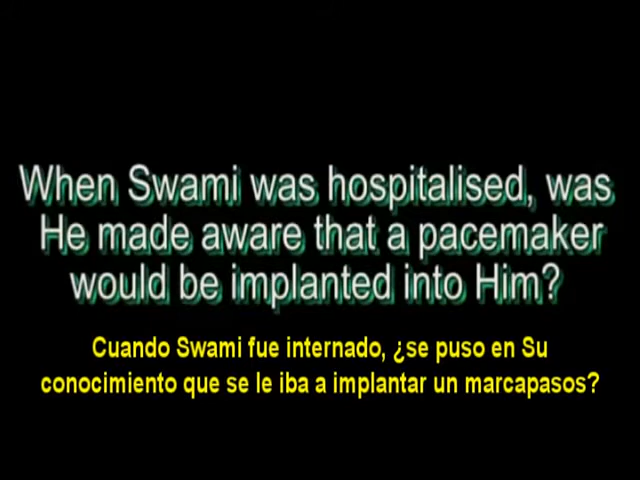 When Swami was hospitalised, was
He made aware that a pacemaker
would be implanted into Him?
Cuando Swami fue internado, ¿se puso en Su
conocimiento que se le iba a implantar un marcapasos?